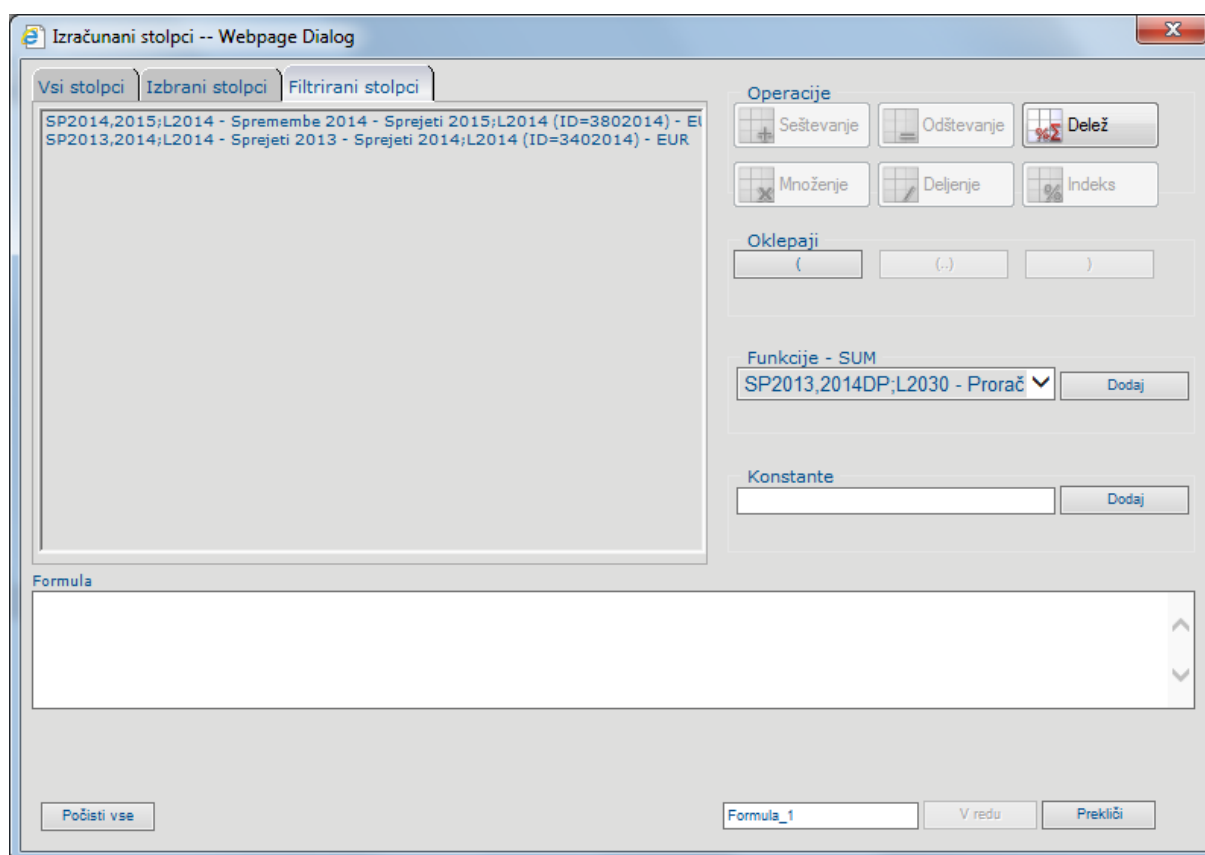 Izračunani stolpci -- Webpage Dialog
x
Vsi stolpci Izbrani stolpci Filtrirani stolpci
SP2014,2015;L2014 - Spremembe 2014 - Sprejeti 2015;L2014 (ID=3802014) - EU
SP2013,2014;L2014 - Sprejeti 2013 - Sprejeti 2014;L2014 (ID=3402014) - EUR
Operacije
Seštevanje Odštevanje Delež
Množenje Deljenje Indeks
Oklepaji
( (..) )
Funkcije - SUM
SP2013,2014DP;L2030 - Prorač Dodaj
Konstante
Dodaj
Formula
Počisti vse Formula_1 V redu Prekliči